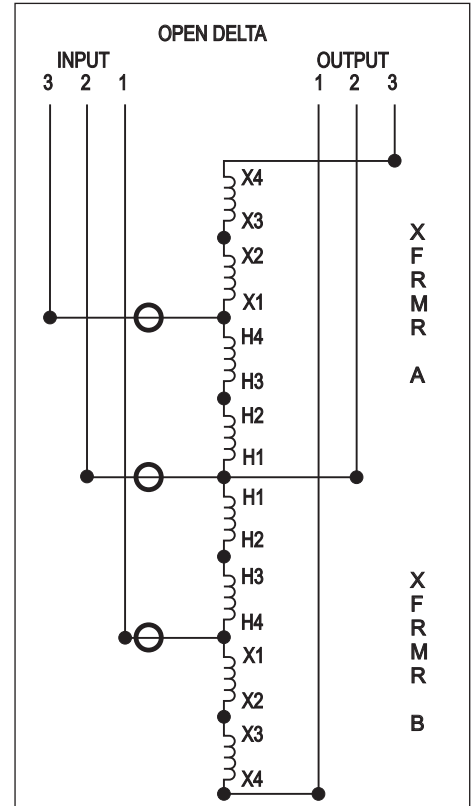 OPEN DELTA
INPUT
OUTPUT
3 2 1
1 2 3
X4
X3
X2
X1
H4
H3
H2
H1
H1
H2
H3
H4
X1
X2
X3
X4
XFRMR A
XFRMR B